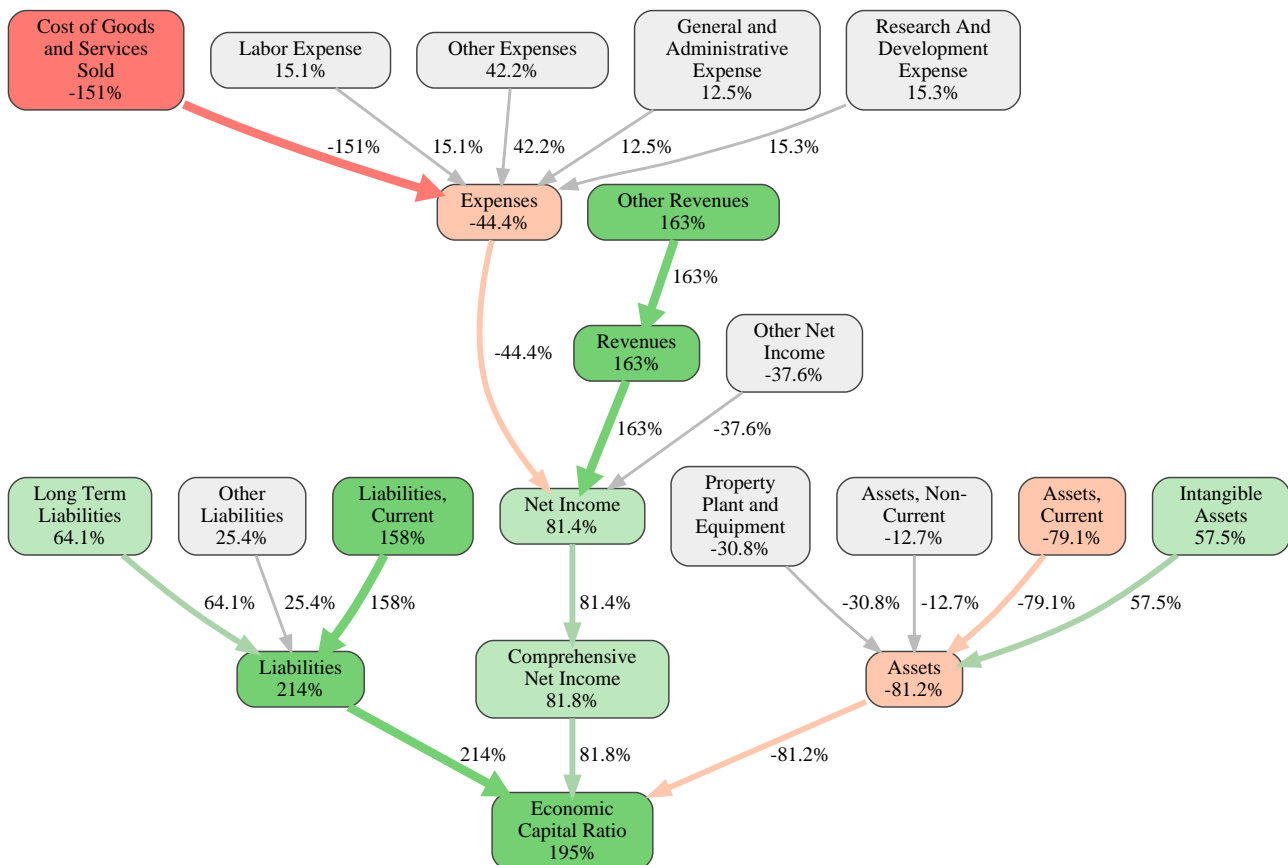 Cost of Goods
and Services
Sold
-151%
Labor Expense
15.1%
Other Expenses
42.2%
General and
Administrative
Expense
12.5%
Research And
Development
Expense
15.3%
-151%
15.1%
42.2%
12.5%
15.3%
Expenses
-44.4%
Other Revenues
163%
163%
-44.4%
Revenues
163%
Other Net
Income
-37.6%
163%
-37.6%
Long Term
Liabilities
64.1%
Other
Liabilities
25.4%
Liabilities,
Current
158%
Net Income
81.4%
Property
Plant and
Equipment
-30.8%
Assets, Non-
Current
-12.7%
Assets,
Current
-79.1%
Intangible
Assets
57.5%
64.1%
25.4%
158%
81.4%
-30.8%
-12.7%
-79.1%
57.5%
Liabilities
214%
Comprehensive
Net Income
81.8%
Assets
-81.2%
214%
81.8%
-81.2%
Economic
Capital Ratio
195%